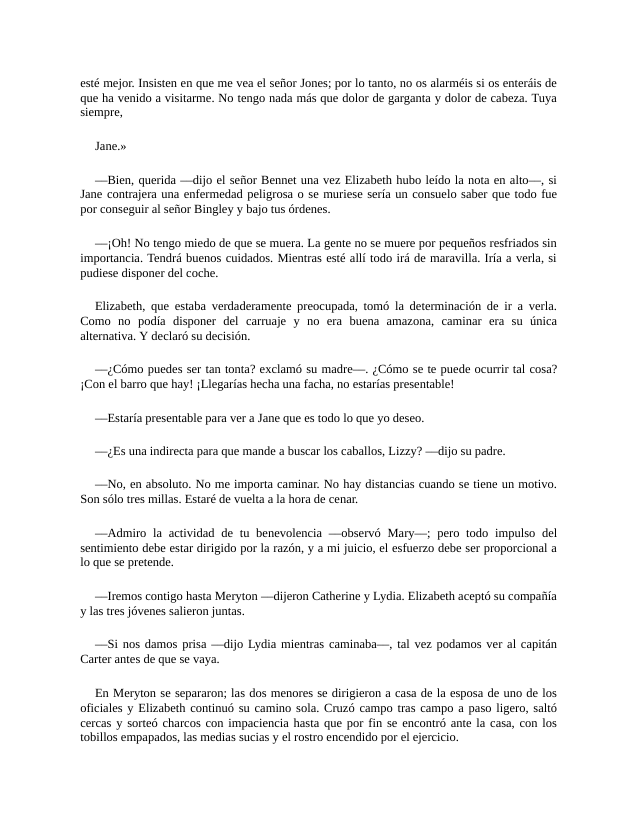 esté mejor. Insisten en que me vea el señor Jones; por lo tanto, no os alarméis si os enteráis de
que ha venido a visitarme. No tengo nada más que dolor de garganta y dolor de cabeza. Tuya
siempre,
Jane.»
—Bien, querida —dijo el señor Bennet una vez Elizabeth hubo leído la nota en alto—, si
Jane contrajera una enfermedad peligrosa o se muriese sería un consuelo saber que todo fue
por conseguir al señor Bingley y bajo tus órdenes.
—¡Oh! No tengo miedo de que se muera. La gente no se muere por pequeños resfriados sin
importancia. Tendrá buenos cuidados. Mientras esté allí todo irá de maravilla. Iría a verla, si
pudiese disponer del coche.
Elizabeth, que estaba verdaderamente preocupada, tomó la determinación de ir a verla.
Como no podía disponer del carruaje y no era buena amazona, caminar era su única
alternativa. Y declaró su decisión.
—¿Cómo puedes ser tan tonta? exclamó su madre—. ¿Cómo se te puede ocurrir tal cosa?
¡Con el barro que hay! ¡Llegarías hecha una facha, no estarías presentable!
—Estaría presentable para ver a Jane que es todo lo que yo deseo.
—¿Es una indirecta para que mande a buscar los caballos, Lizzy? —dijo su padre.
—No, en absoluto. No me importa caminar. No hay distancias cuando se tiene un motivo.
Son sólo tres millas. Estaré de vuelta a la hora de cenar.
—Admiro la actividad de tu benevolencia —observó Mary—; pero todo impulso del
sentimiento debe estar dirigido por la razón, y a mi juicio, el esfuerzo debe ser proporcional a
lo que se pretende.
—Iremos contigo hasta Meryton —dijeron Catherine y Lydia. Elizabeth aceptó su compañía
y las tres jóvenes salieron juntas.
—Si nos damos prisa —dijo Lydia mientras caminaba—, tal vez podamos ver al capitán
Carter antes de que se vaya.
En Meryton se separaron; las dos menores se dirigieron a casa de la esposa de uno de los
oficiales y Elizabeth continuó su camino sola. Cruzó campo tras campo a paso ligero, saltó
cercas y sorteó charcos con impaciencia hasta que por fin se encontró ante la casa, con los
tobillos empapados, las medias sucias y el rostro encendido por el ejercicio.